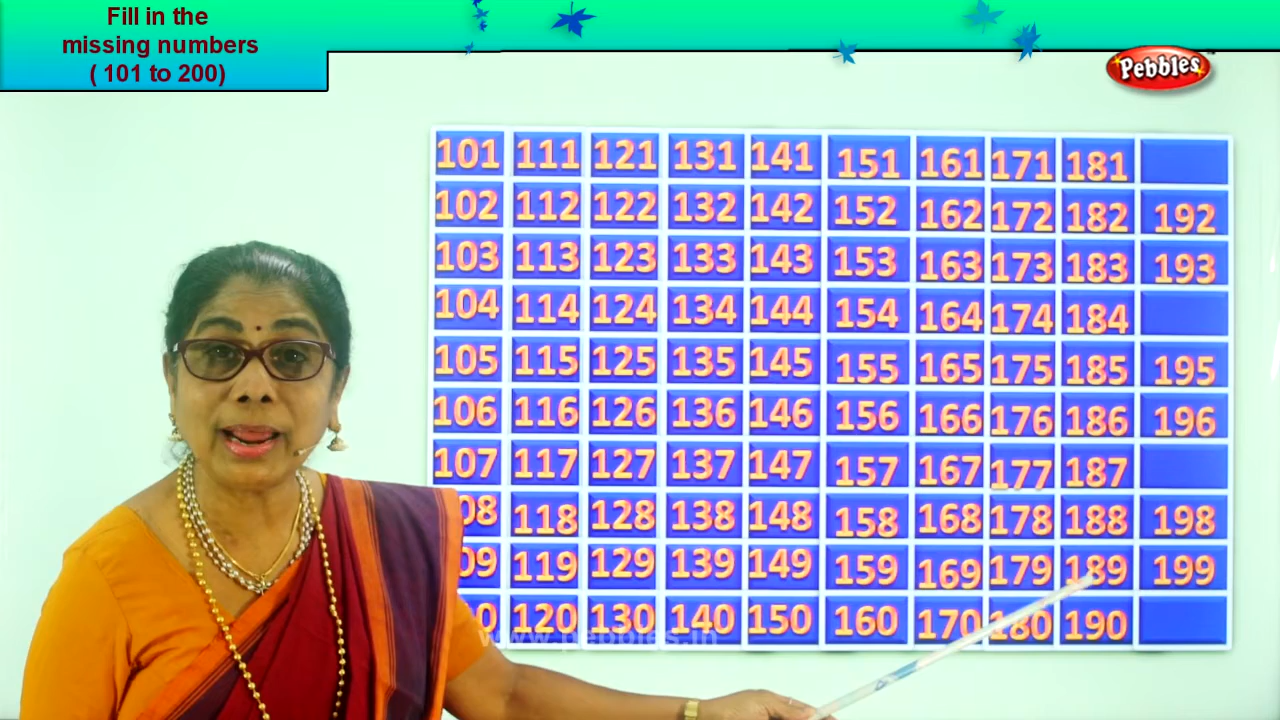 Fill in the
missing numbers
( 101 to 200)
Pebbles
101 111 121 131 141 151 161 171 181
102 112 122 132 142 152 162 172 182 192
103 113 123 133 143 153 163 173 183 193
104 114 124 134 144 154 164 174 184
105 115 125 135 145 155 165 175 185 195
106 116 126 136 146 156 166 176 186 196
107 117 127 137 147 157 167 177 187
08 118 128 138 148 158 168 178 188 198
09 119 129 139 149 159 169 179 189 199
0 120 130 140 150 160 170 180 190
www.pebbles.in